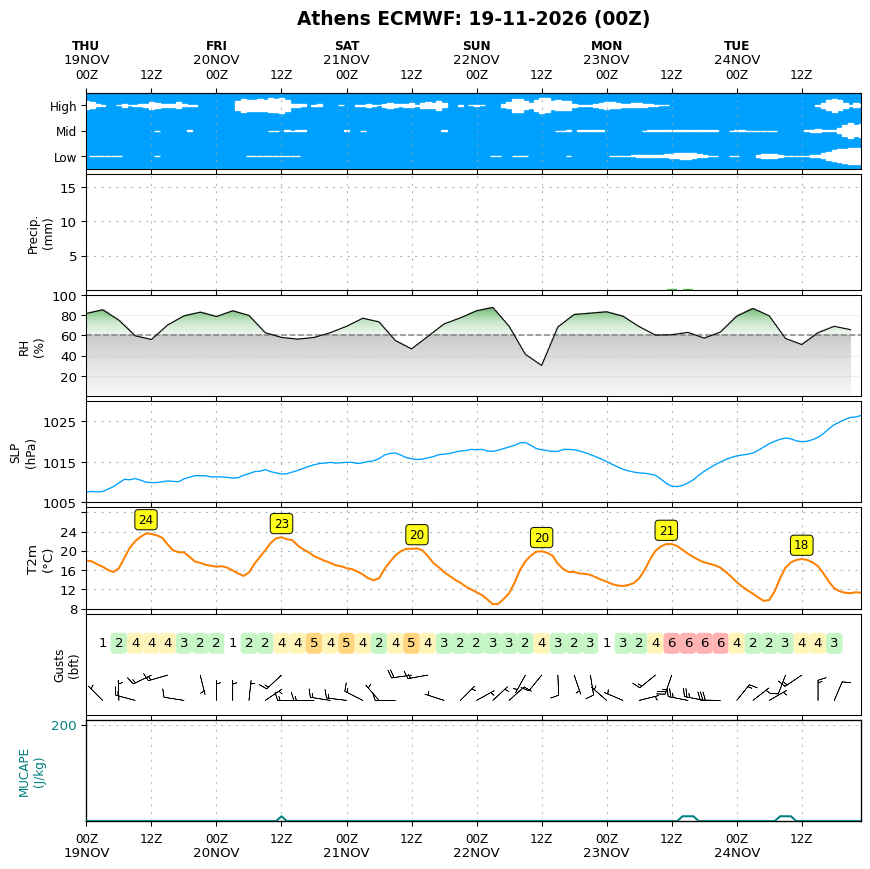 Athens ECMWF: 19-11-2026 (00Z)
THU FRI SAT SUN MON TUE
19NOV 20NOV 21NOV 22NOV 23NOV 24NOV
00Z 12Z 00Z 12Z 00Z 12Z 00Z 12Z 00Z 12Z 00Z 12Z
High
Mid
Low
Precip.
(mm)
15
10
5
RH
(%)
100
80
60
40
20
SLP
(hPa)
1025
1015
1005
T2m
(°C)
24
20
16
12
8
24 23 20 20 21 18
Gusts
(bft)
1 2 4 4 4 3 2 2 1 2 2 4 4 5 4 5 4 2 4 5 4 3 2 2 3 3 2 4 3 2 3 1 3 2 4 6 6 6 6 4 2 2 3 4 4 3
MUCAPE
(J/kg)
200
00Z 12Z 00Z 12Z 00Z 12Z 00Z 12Z 00Z 12Z 00Z 12Z
19NOV 20NOV 21NOV 22NOV 23NOV 24NOV